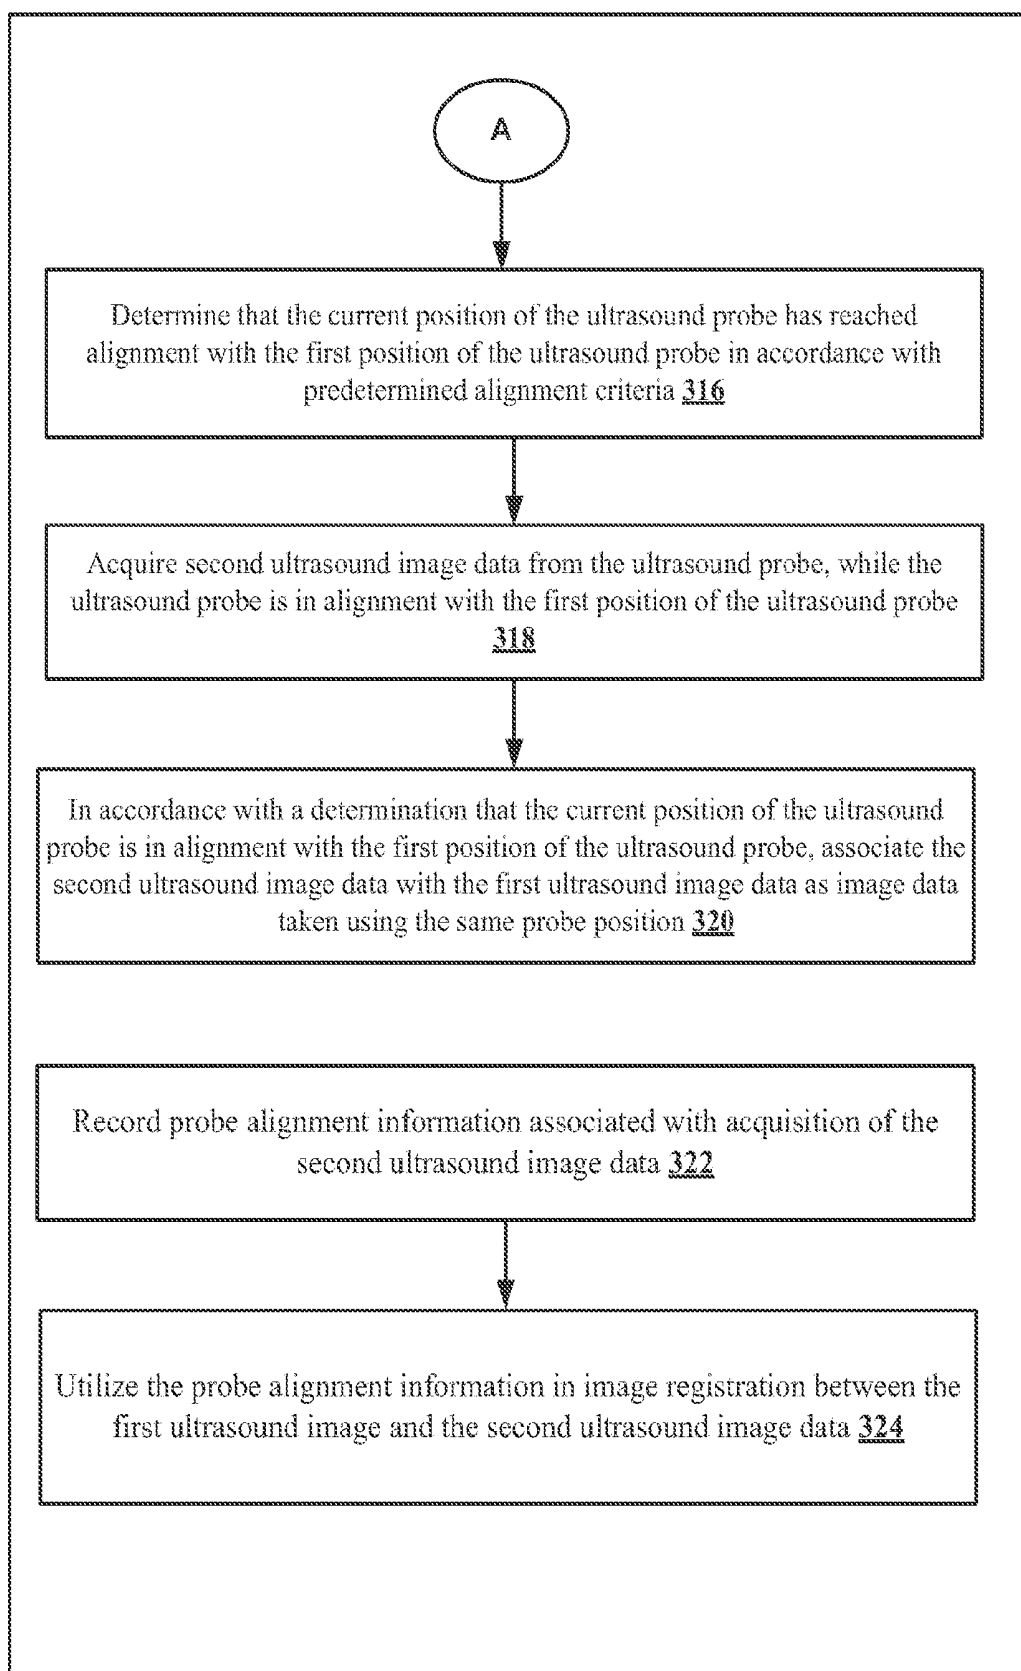 A
Determine that the current position of the ultrasound probe has reached
alignment with the first position of the ultrasound probe in accordance with
predetermined alignment criteria 316
Acquire second ultrasound image data from the ultrasound probe, while the
ultrasound probe is in alignment with the first position of the ultrasound probe
318
In accordance with a determination that the current position of the ultrasound
probe is in alignment with the first position of the ultrasound probe, associate the
second ultrasound image data with the first ultrasound image data as image data
taken using the same probe position 320
Record probe alignment information associated with acquisition of the
second ultrasound image data 322
Utilize the probe alignment information in image registration between the
first ultrasound image and the second ultrasound image data 324